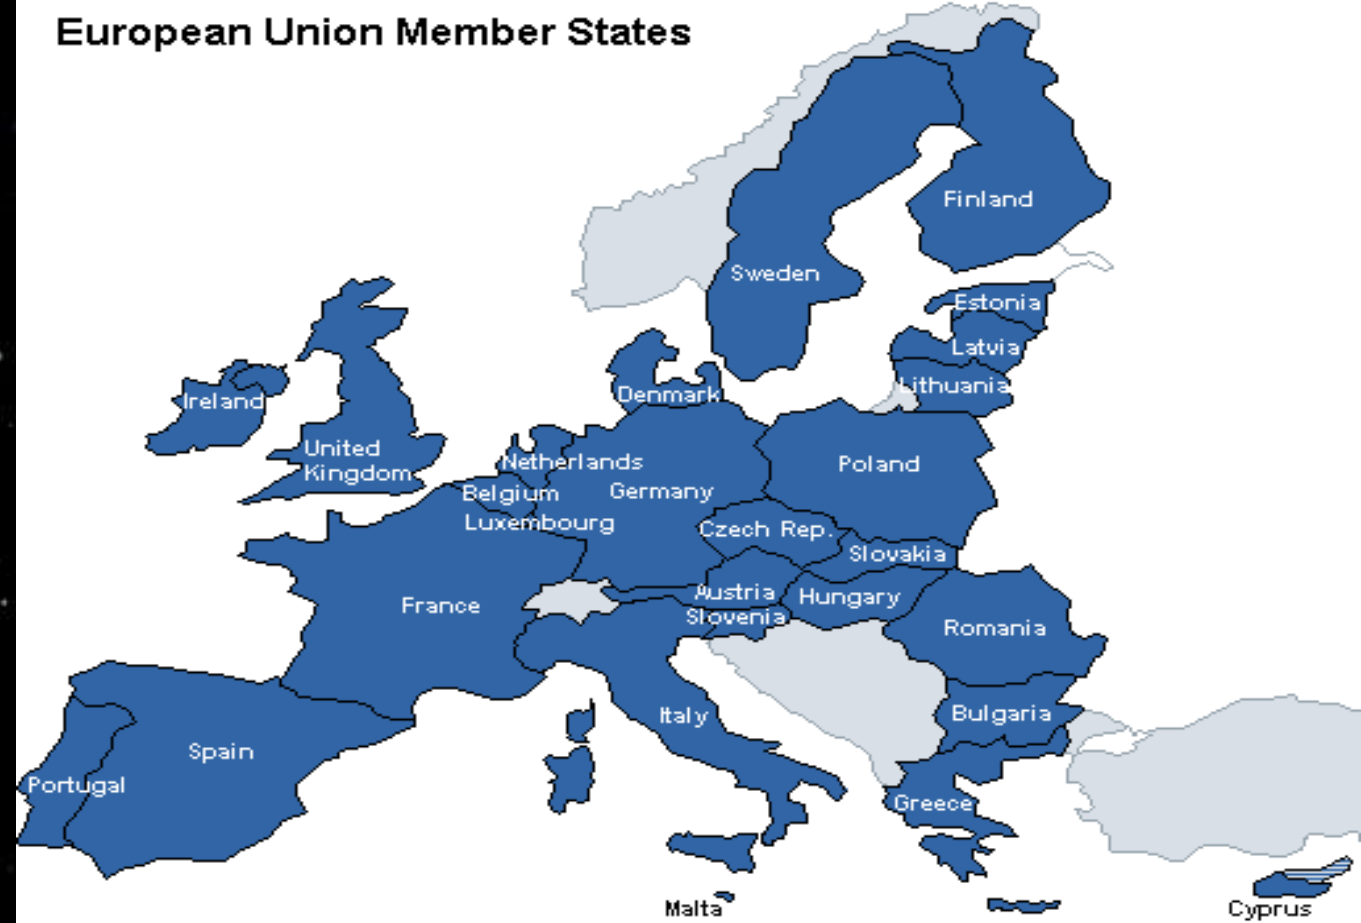 European Union Member States
Finland
Sweden
Estonia
Latvia
Lithuania
Denmark
Ireland
United
Kingdom
Netherlands
Poland
Belgium
Germany
Luxembourg
Czech Rep.
Slovakia
Austria
Hungary
France
Slovenia
Romania
Italy
Bulgaria
Spain
Portugal
Greece
Malta
Cyprus